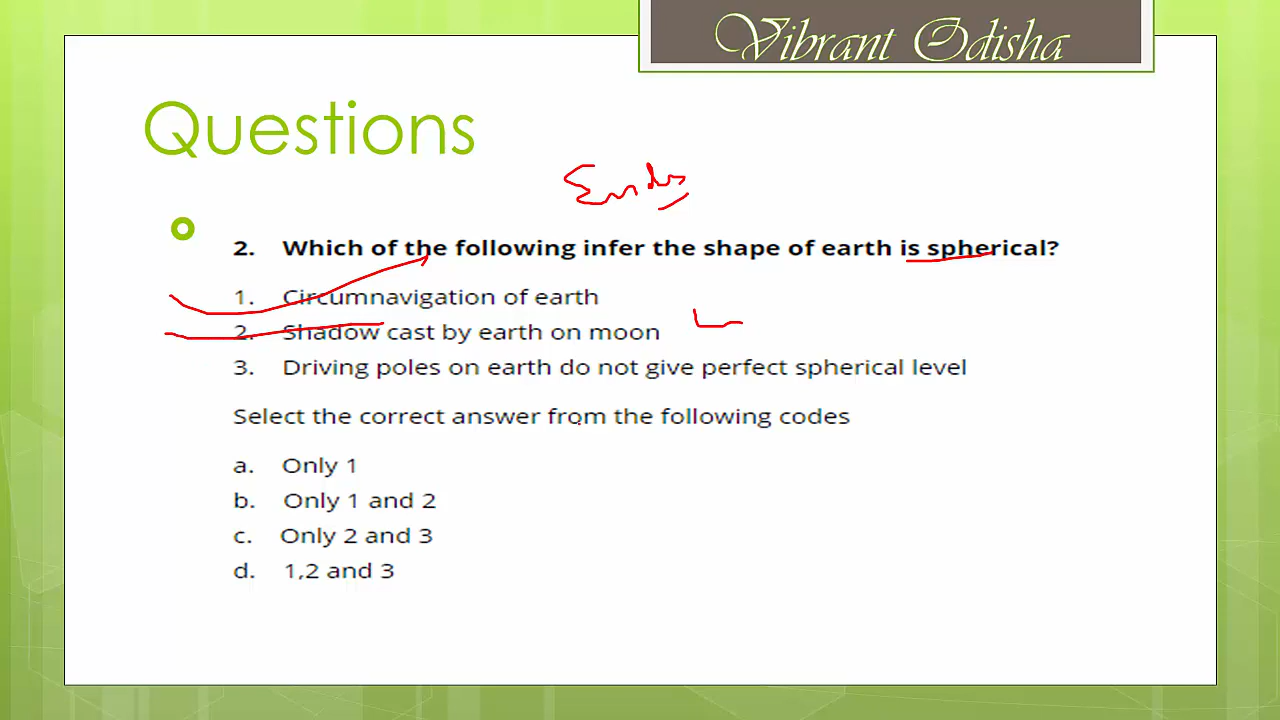 Vibrant Odisha
Questions
2. Which of the following infer the shape of earth is spherical?
1. Circumnavigation of earth
2. Shadow cast by earth on moon
3. Driving poles on earth do not give perfect spherical level
Select the correct answer from the following codes
a. Only 1
b. Only 1 and 2
c. Only 2 and 3
d. 1,2 and 3